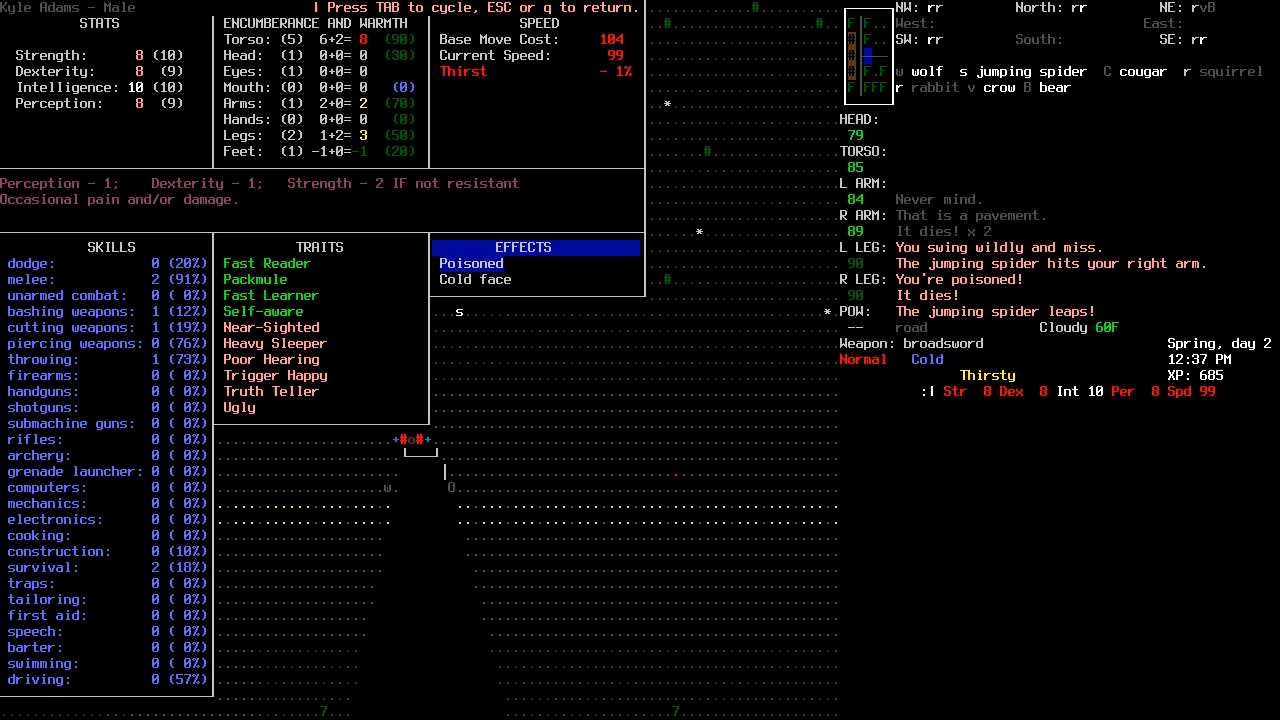 Kyle Adams - Male
| Press TAB to cycle, ESC or q to return.
STATS
Strength: 8 (10)
Dexterity: 8 (9)
Intelligence: 10 (10)
Perception: 8 (9)
ENCUMBERANCE AND WARMTH
Torso: (5) 6+2= 8 (90)
Head: (1) 0+0= 0 (30)
Eyes: (1) 0+0= 0
Mouth: (0) 0+0= 0 (0)
Arms: (1) 2+0= 2 (70)
Hands: (0) 0+0= 0 (0)
Legs: (2) 1+2= 3 (50)
Feet: (1) -1+0=-1 (20)
SPEED
Base Move Cost: 104
Current Speed: 99
Thirst - 1%
Perception - 1; Dexterity - 1; Strength - 2 IF not resistant
Occasional pain and/or damage.
SKILLS
dodge: 0 (20%)
melee: 2 (91%)
unarmed combat: 0 ( 0%)
bashing weapons: 1 (12%)
cutting weapons: 1 (19%)
piercing weapons: 0 (76%)
throwing: 1 (73%)
firearms: 0 ( 0%)
handguns: 0 ( 0%)
shotguns: 0 ( 0%)
submachine guns: 0 ( 0%)
rifles: 0 ( 0%)
archery: 0 ( 0%)
grenade launcher: 0 ( 0%)
computers: 0 ( 0%)
mechanics: 0 ( 0%)
electronics: 0 ( 0%)
cooking: 0 ( 0%)
construction: 0 (10%)
survival: 2 (18%)
traps: 0 ( 0%)
tailoring: 0 ( 0%)
first aid: 0 ( 0%)
speech: 0 ( 0%)
barter: 0 ( 0%)
swimming: 0 ( 0%)
driving: 0 (57%)
TRAITS
Fast Reader
Packmule
Fast Learner
Self-aware
Near-Sighted
Heavy Sleeper
Poor Hearing
Trigger Happy
Truth Teller
Ugly
EFFECTS
Poisoned
Cold face
NW: rr North: rr NE: rvB
West: East:
SW: rr South: SE: rr
w wolf s jumping spider C cougar r squirrel
r rabbit v crow B bear
HEAD:
79
TORSO:
85
L ARM:
84
R ARM:
89
L LEG:
90
R LEG:
90
POW:
--
Never mind.
That is a pavement.
It dies! x 2
You swing wildly and miss.
The jumping spider hits your right arm.
You're poisoned!
It dies!
The jumping spider leaps!
road Cloudy 60F
Weapon: broadsword Spring, day 2
Normal Cold 12:37 PM
Thirsty XP: 685
:| Str 8 Dex 8 Int 10 Per 8 Spd 99